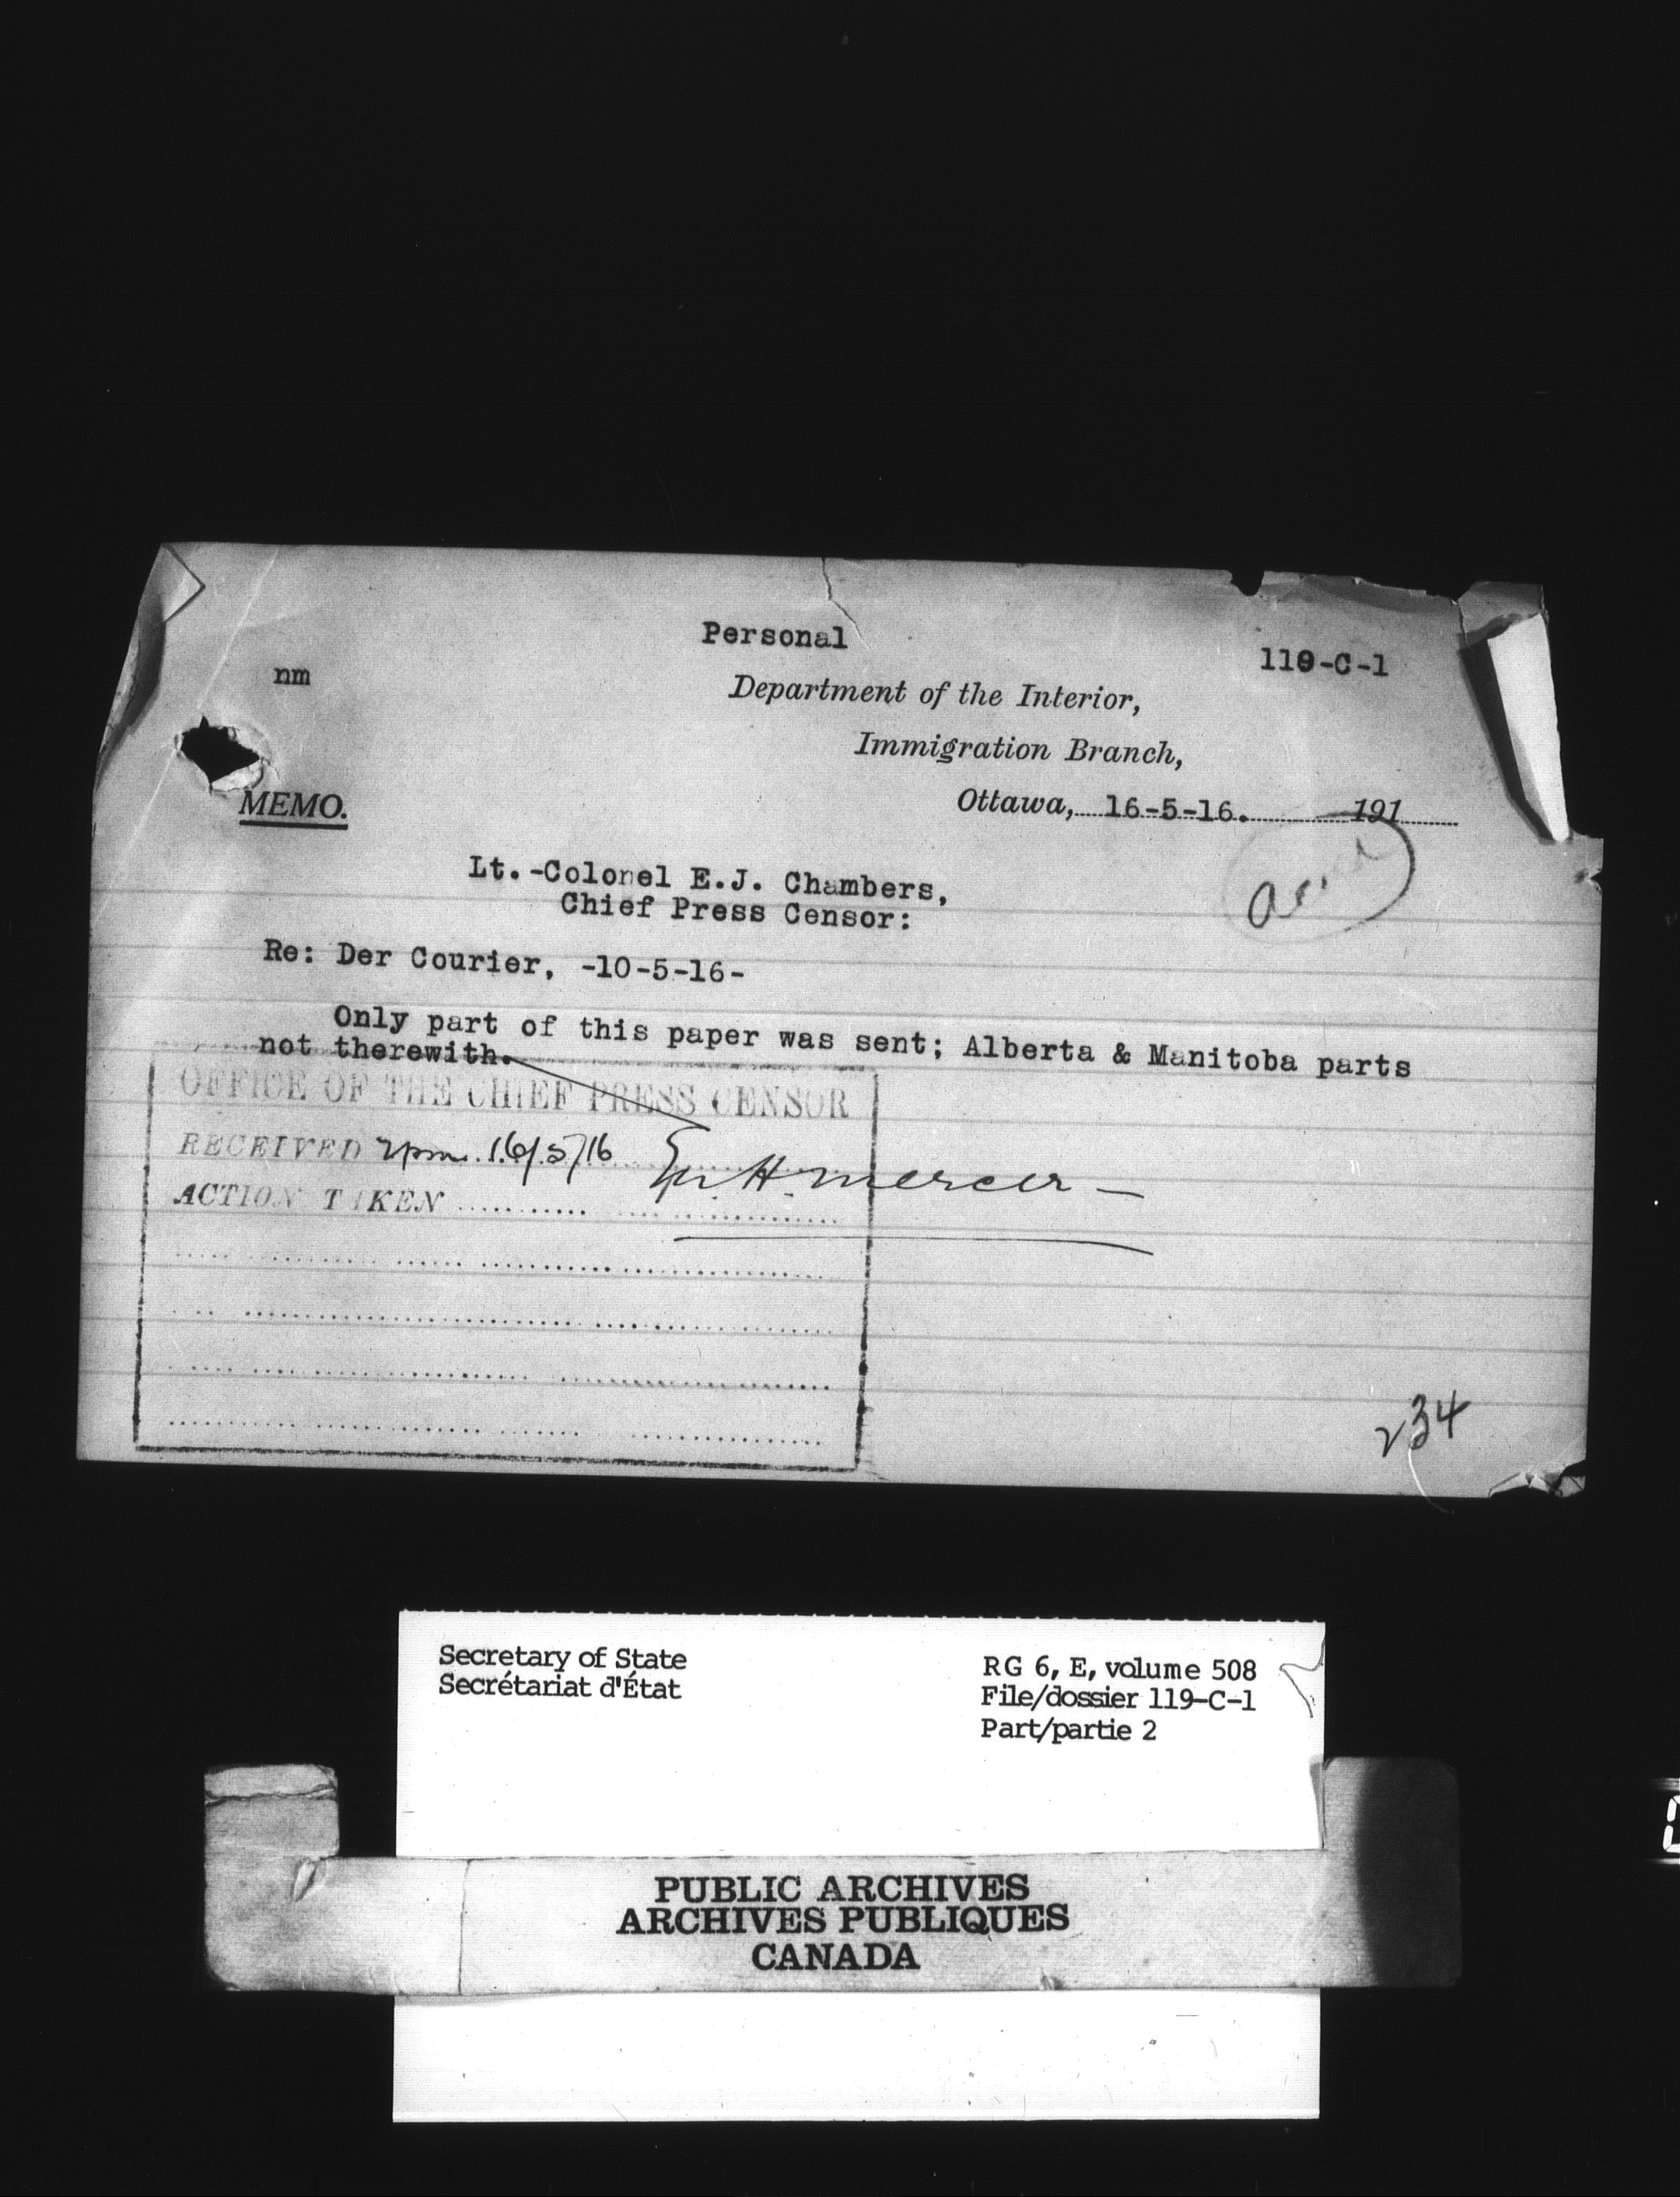 Personal
119-C-1
nm
Department of the Interior,
Immigration Branch,
MEMO.
Ottawa, 16-5-16. 191
Lt.-Colonel E.J. Chambers,
Chief Press Censor:
Re: Der Courier, -10-5-16-
Only part of this paper was sent; Alberta & Manitoba parts
not therewith.
OFFICE OF THE CHIEF PRESS CENSOR
RECEIVED 2pm. 16/5/16
H. Mercer
ACTION TAKEN
234
Secretary of State
Secrétariat d'État
RG 6, E, volume 508
File/dossier 119-C-1
Part/partie 2
PUBLIC ARCHIVES
ARCHIVES PUBLIQUES
CANADA